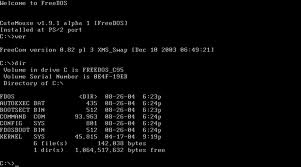 Welcome to FreeDOS
CuteMouse v1.9.1 alpha 1 [FreeDOS]
Installed at PS/2 port
C:\>ver
FreeCom version 0.82 pl 3 XMS_Swap [Dec 10 2003 06:49:21]
C:\>dir
Volume in drive C is FREEDOS_C95
Volume Serial Number is 0E4F-19EB
Directory of C:\
FDOS <DIR> 08-26-04 6:23p
AUTOEXEC BAT 435 08-26-04 6:24p
BOOTSECT BIN 512 08-26-04 6:23p
COMMAND COM 93,963 08-26-04 6:24p
CONFIG SYS 801 08-26-04 6:24p
FDOSBOOT BIN 512 08-26-04 6:24p
KERNEL SYS 45,815 04-17-04 9:19p
6 file(s) 142,038 bytes
1 dir(s) 1,064,517,632 bytes free
C:\>_